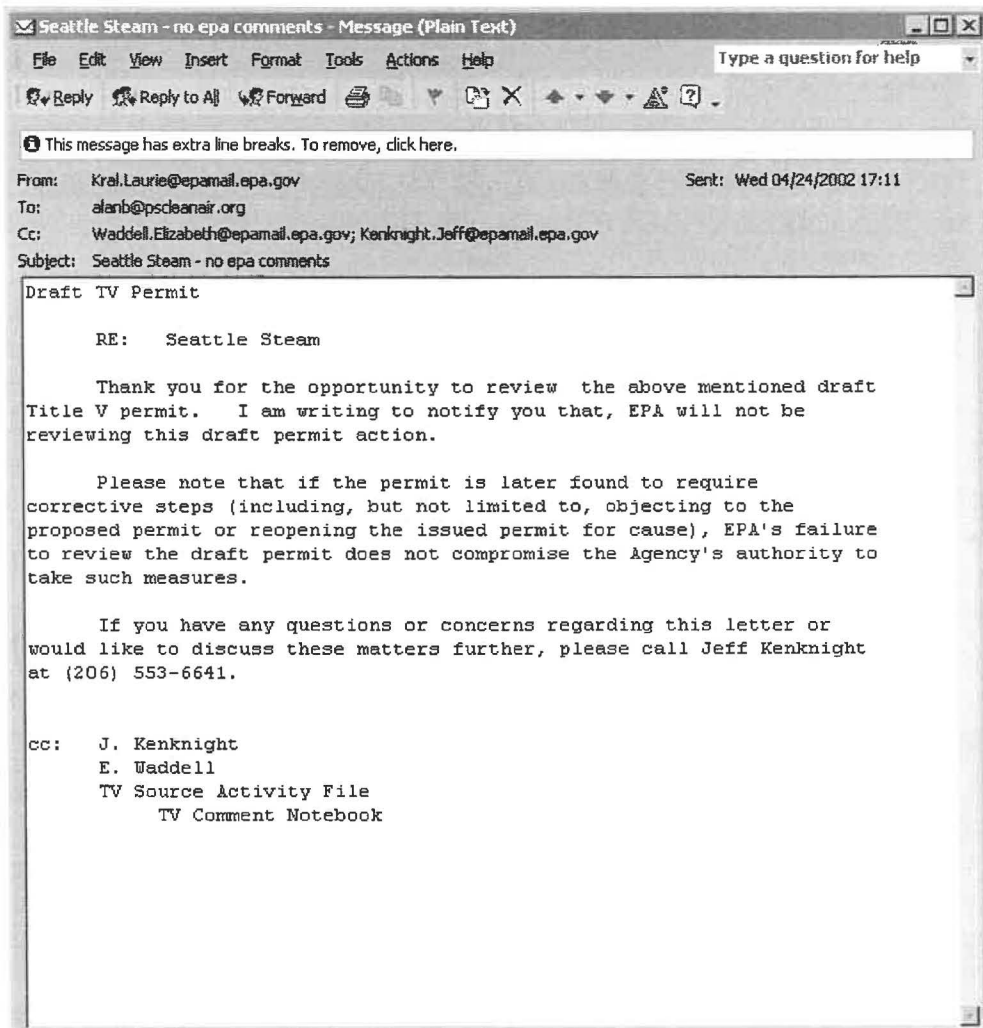 Seattle Steam - no epa comments - Message (Plain Text)
File Edit View Insert Format Tools Actions Help Type a question for help
Reply Reply to All Forward
This message has extra line breaks. To remove, click here.
From: Kral.Laurie@epamail.epa.gov Sent: Wed 04/24/2002 17:11
To: alanb@pscleanair.org
Cc: Waddell.Elizabeth@epamail.epa.gov; Kenknight.Jeff@epamail.epa.gov
Subject: Seattle Steam - no epa comments
Draft TV Permit
RE: Seattle Steam
Thank you for the opportunity to review the above mentioned draft
Title V permit. I am writing to notify you that, EPA will not be
reviewing this draft permit action.
Please note that if the permit is later found to require
corrective steps (including, but not limited to, objecting to the
proposed permit or reopening the issued permit for cause), EPA's failure
to review the draft permit does not compromise the Agency's authority to
take such measures.
If you have any questions or concerns regarding this letter or
would like to discuss these matters further, please call Jeff Kenknight
at (206) 553-6641.
cc: J. Kenknight
E. Waddell
TV Source Activity File
TV Comment Notebook